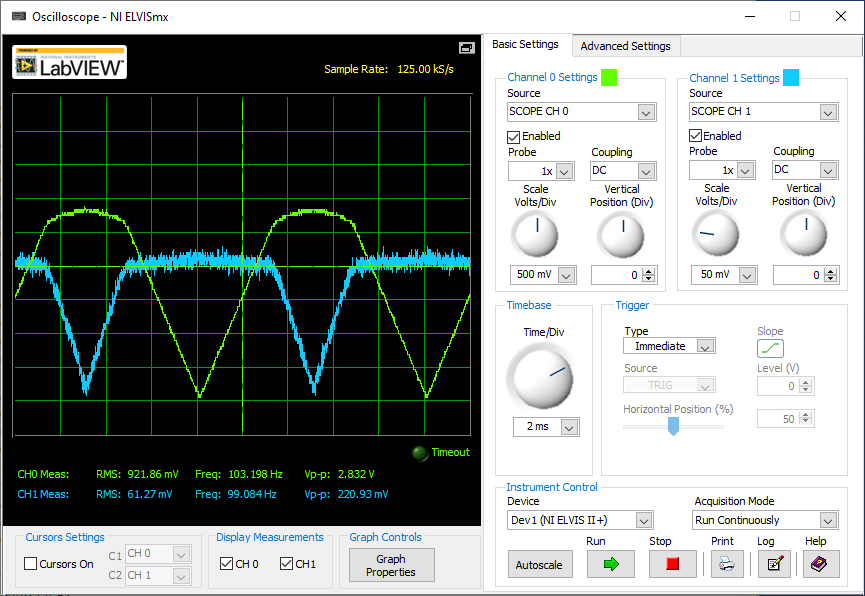 Oscilloscope - NI ELVISmx
POWERED BY
NATIONAL INSTRUMENTS
LabVIEW™
Sample Rate: 125.00 kS/s
Timeout
CH0 Meas: RMS: 921.86 mV Freq: 103.198 Hz Vp-p: 2.832 V
CH1 Meas: RMS: 61.27 mV Freq: 99.084 Hz Vp-p: 220.93 mV
Cursors Settings
Cursors On
C1 CH 0
C2 CH 1
Display Measurements
CH 0 CH1
Graph Controls
Graph
Properties
Basic Settings Advanced Settings
Channel 0 Settings
Source
SCOPE CH 0
Enabled
Probe Coupling
1x DC
Scale Vertical
Volts/Div Position (Div)
500 mV 0
Channel 1 Settings
Source
SCOPE CH 1
Enabled
Probe Coupling
1x DC
Scale Vertical
Volts/Div Position (Div)
50 mV 0
Timebase
Time/Div
2 ms
Trigger
Type Slope
Immediate
Source Level (V)
TRIG 0
Horizontal Position (%)
50
Instrument Control
Device Acquisition Mode
Dev1 (NI ELVIS II+) Run Continuously
Run Stop Print Log Help
Autoscale